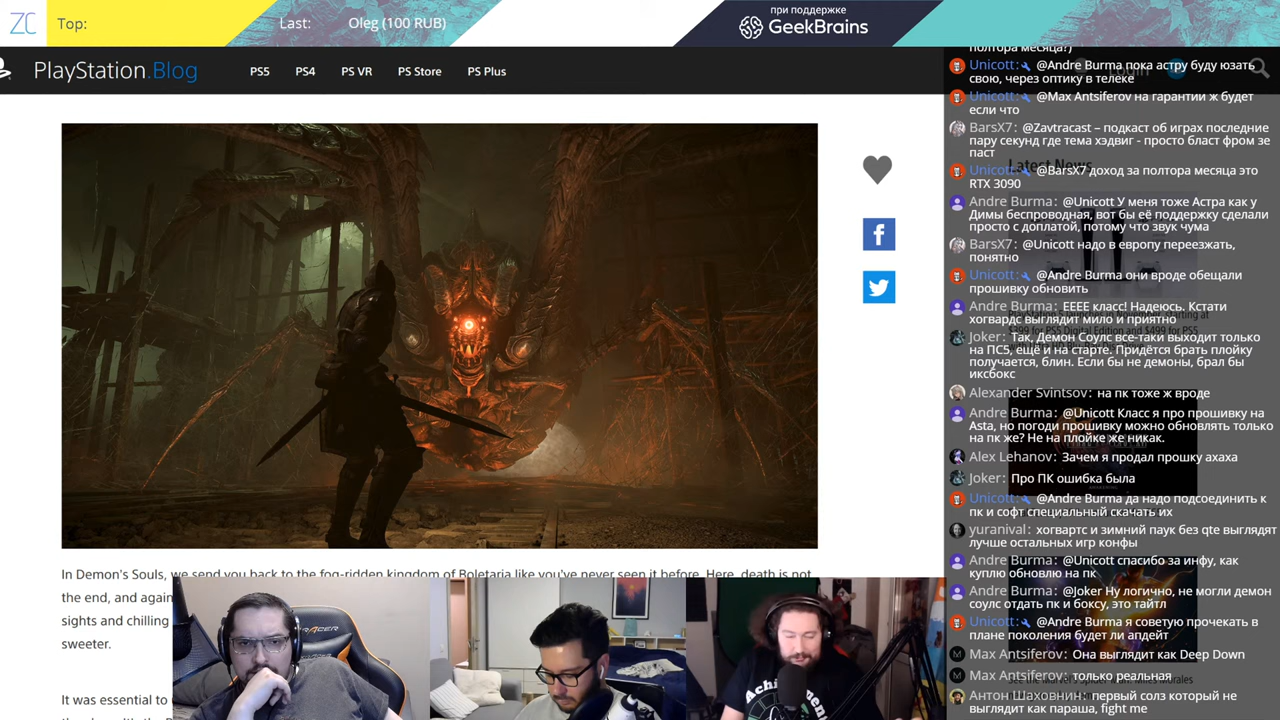 ZC
Top:
Last:
Oleg (100 RUB)
при поддержке
GeekBrains
PlayStation.Blog
PS5
PS4
PS VR
PS Store
PS Plus
Login
полтора месяца?)
Unicott: @Andre Burma пока астру буду юзать
свою, через оптику в телеке
Unicott: @Max Antsiferov на гарантии ж будет
если что
BarsX7: @Zavtracast – подкаст об играх последние
пару секунд где тема хэдвиг - просто бласт фром зе
паст
Latest News
Unicott: @BarsX7 доход за полтора месяца это
RTX 3090
Andre Burma: @Unicott У меня тоже Астра как у
Димы беспроводная, вот бы её поддержку сделали
просто с доплатой, потому что звук чума
BarsX7: @Unicott надо в европу переезжать,
понятно
Unicott: @Andre Burma они вроде обещали
прошивку обновить
Andre Burma: ЕЕЕЕ класс! Надеюсь. Кстати
хогвардс выглядит мило и приятно
$399 for PS5 Digital Edition and $499 for PS5
Joker: Так, Демон Соулс все-таки выходит только
на ПС5, ещё и на старте. Придётся брать плойку
получается, блин. Если бы не демоны, брал бы
иксбокс
Alexander Svintsov: на пк тоже ж вроде
Andre Burma: @Unicott Класс я про прошивку на
Asta, но погоди прошивку можно обновлять только
на пк же? Не на плойке же никак.
Alex Lehanov: Зачем я продал прошку ахаха
Joker: Про ПК ошибка была
Unicott: @Andre Burma да надо подсоединить к
пк и софт специальный скачать их
yuranival: хогвартс и зимний паук без qte выглядят
лучше остальных игр конфы
Andre Burma: @Unicott спасибо за инфу, как
куплю обновлю на пк
Andre Burma: @Joker Ну логично, не могли демон
соулс отдать пк и боксу, это тайтл
Unicott: @Andre Burma я советую прочекать в
плане поколения будет ли апдейт
Max Antsiferov: Она выглядит как Deep Down
Max Antsiferov: только реальная
Антон Шаховнин: первый солз который не
выглядит как параша, fight me
In Demon's Souls, we send you back to the fog-ridden kingdom of Boletaria like you've never seen it before. Here, death is not
the end, and again
sights and chilling
sweeter.
It was essential to